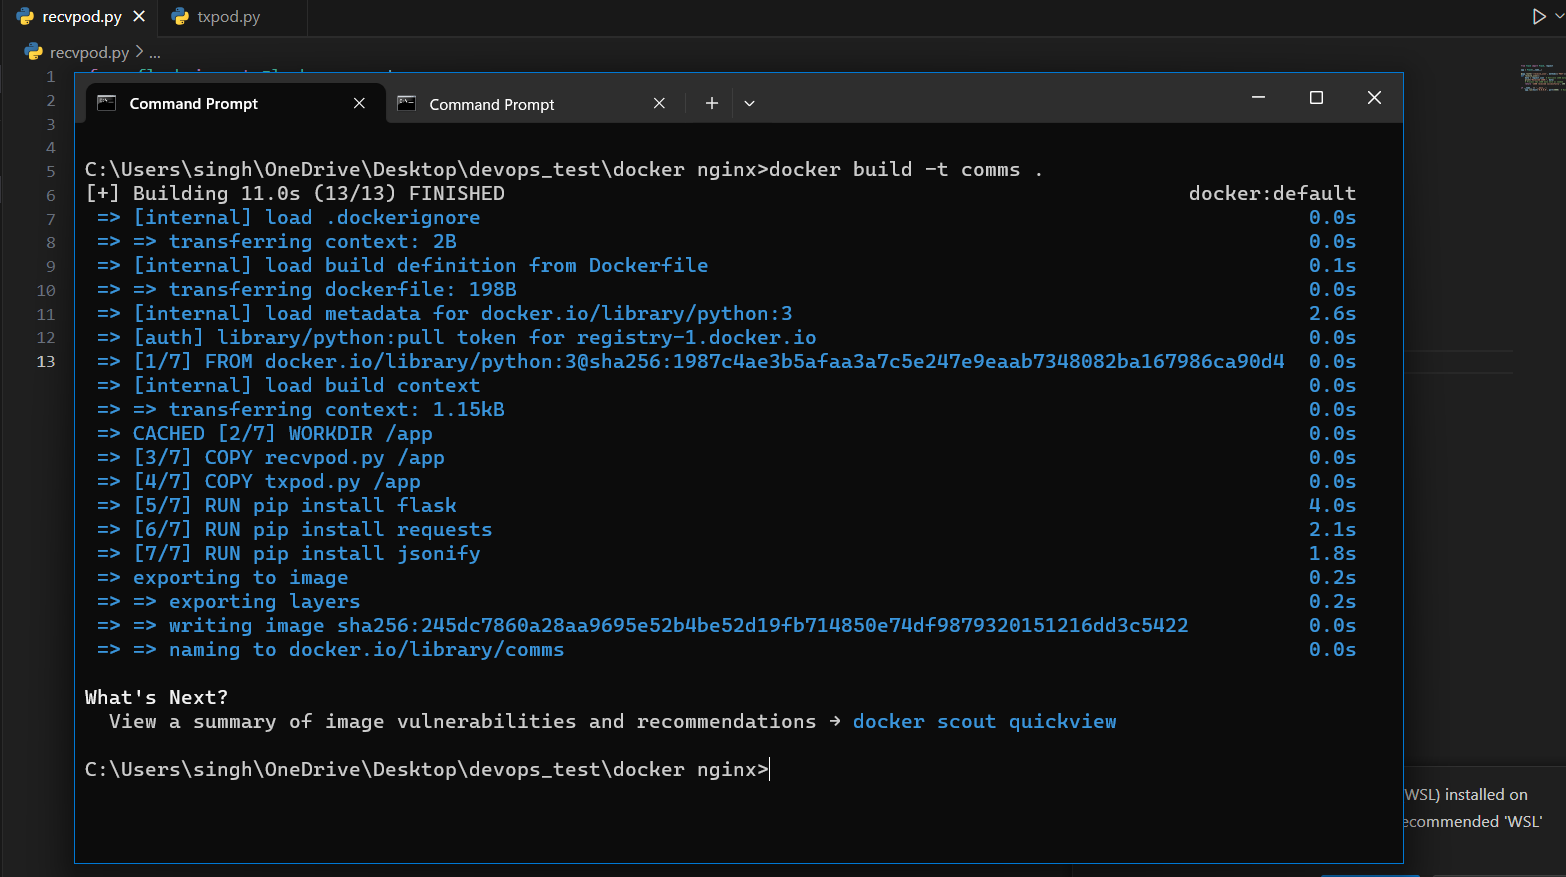 recvpod.py
txpod.py
recvpod.py > ...
1
2
3
4
5
6
7
8
9
10
11
12
13
Command Prompt
Command Prompt
C:\Users\singh\OneDrive\Desktop\devops_test\docker nginx>docker build -t comms .
[+] Building 11.0s (13/13) FINISHED docker:default
=> [internal] load .dockerignore 0.0s
=> => transferring context: 2B 0.0s
=> [internal] load build definition from Dockerfile 0.1s
=> => transferring dockerfile: 198B 0.0s
=> [internal] load metadata for docker.io/library/python:3 2.6s
=> [auth] library/python:pull token for registry-1.docker.io 0.0s
=> [1/7] FROM docker.io/library/python:3@sha256:1987c4ae3b5afaa3a7c5e247e9eaab7348082ba167986ca90d4 0.0s
=> [internal] load build context 0.0s
=> => transferring context: 1.15kB 0.0s
=> CACHED [2/7] WORKDIR /app 0.0s
=> [3/7] COPY recvpod.py /app 0.0s
=> [4/7] COPY txpod.py /app 0.0s
=> [5/7] RUN pip install flask 4.0s
=> [6/7] RUN pip install requests 2.1s
=> [7/7] RUN pip install jsonify 1.8s
=> exporting to image 0.2s
=> => exporting layers 0.2s
=> => writing image sha256:245dc7860a28aa9695e52b4be52d19fb714850e74df9879320151216dd3c5422 0.0s
=> => naming to docker.io/library/comms 0.0s
What's Next?
View a summary of image vulnerabilities and recommendations → docker scout quickview
C:\Users\singh\OneDrive\Desktop\devops_test\docker nginx>
WSL) installed on
ecommended 'WSL'